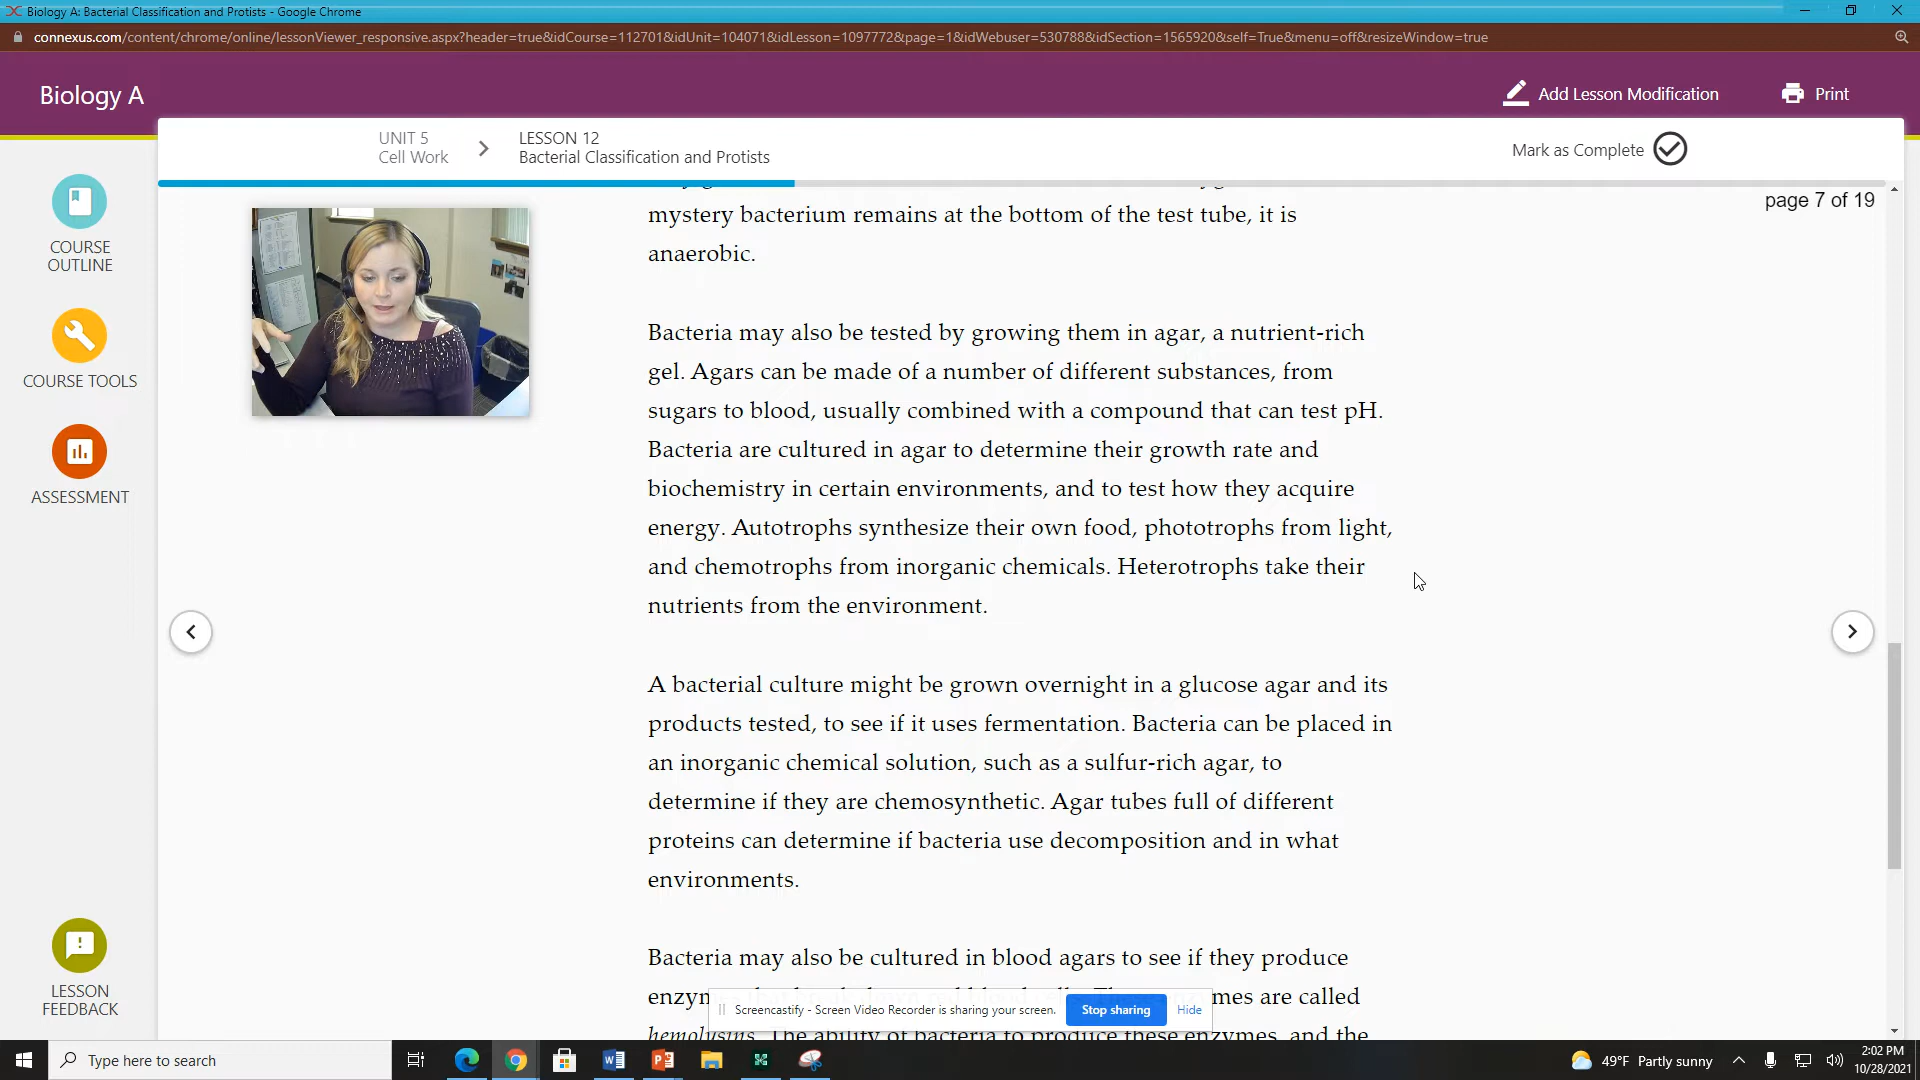 Biology A: Bacterial Classification and Protists - Google Chrome
connexus.com/content/chrome/online/lessonViewer_responsive.aspx?header=true&idCourse=112701&idUnit=104071&idLesson=1097772&page=1&idWebuser=530788&idSection=1565920&self=True&menu=off&resizeWindow=true
Biology A
Add Lesson Modification
Print
UNIT 5
Cell Work
LESSON 12
Bacterial Classification and Protists
Mark as Complete
page 7 of 19
COURSE
OUTLINE
COURSE TOOLS
ASSESSMENT
LESSON
FEEDBACK
mystery bacterium remains at the bottom of the test tube, it is
anaerobic.
Bacteria may also be tested by growing them in agar, a nutrient-rich
gel. Agars can be made of a number of different substances, from
sugars to blood, usually combined with a compound that can test pH.
Bacteria are cultured in agar to determine their growth rate and
biochemistry in certain environments, and to test how they acquire
energy. Autotrophs synthesize their own food, phototrophs from light,
and chemotrophs from inorganic chemicals. Heterotrophs take their
nutrients from the environment.
A bacterial culture might be grown overnight in a glucose agar and its
products tested, to see if it uses fermentation. Bacteria can be placed in
an inorganic chemical solution, such as a sulfur-rich agar, to
determine if they are chemosynthetic. Agar tubes full of different
proteins can determine if bacteria use decomposition and in what
environments.
Bacteria may also be cultured in blood agars to see if they produce
are called
hemolysins. The ability of bacteria to produce these enzymes, and the
Screencastify - Screen Video Recorder is sharing your screen.
Stop sharing
Hide
Type here to search
49°F Partly sunny
2:02 PM
10/28/2021